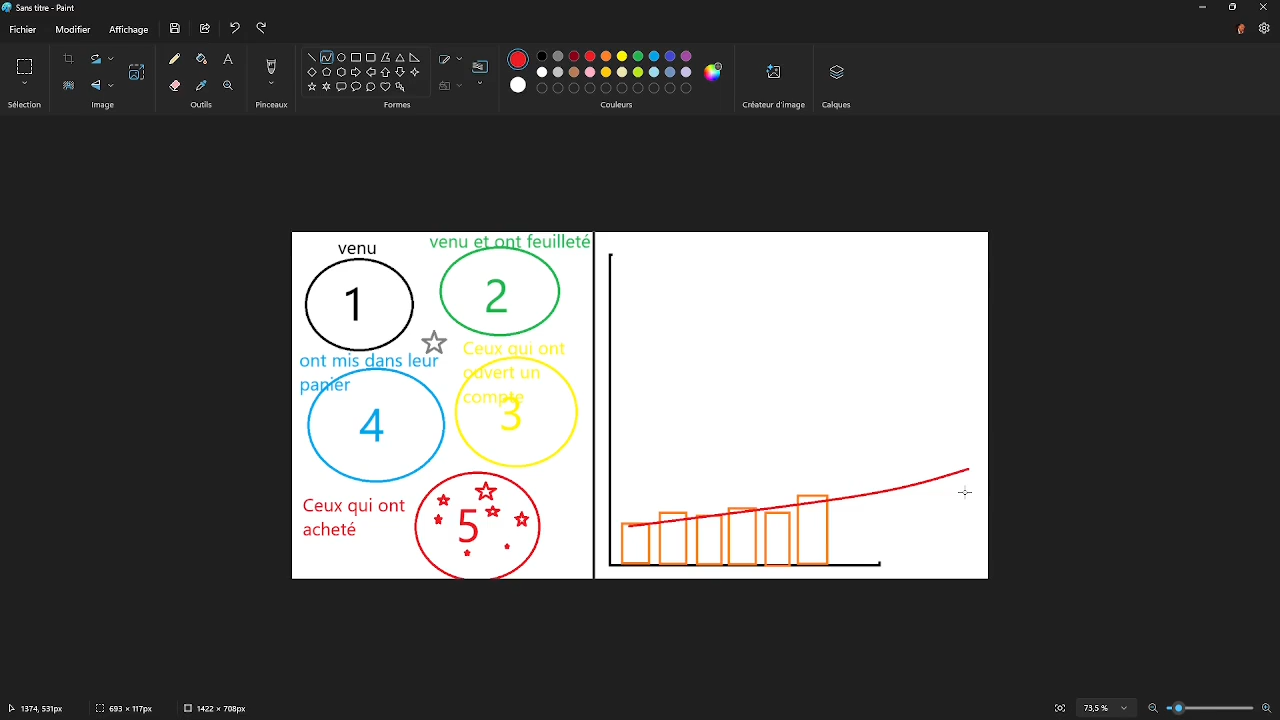 Sans titre - Paint
Fichier Modifier Affichage
Sélection Image Outils Pinceaux Formes Couleurs Créateur d'image Calques
venu
1
venu et ont feuilleté
2
ont mis dans leur
panier
4
Ceux qui ont
ouvert un
compte
3
Ceux qui ont
acheté
5
1374, 531px 693 × 117px 1422 × 708px 73,5 %